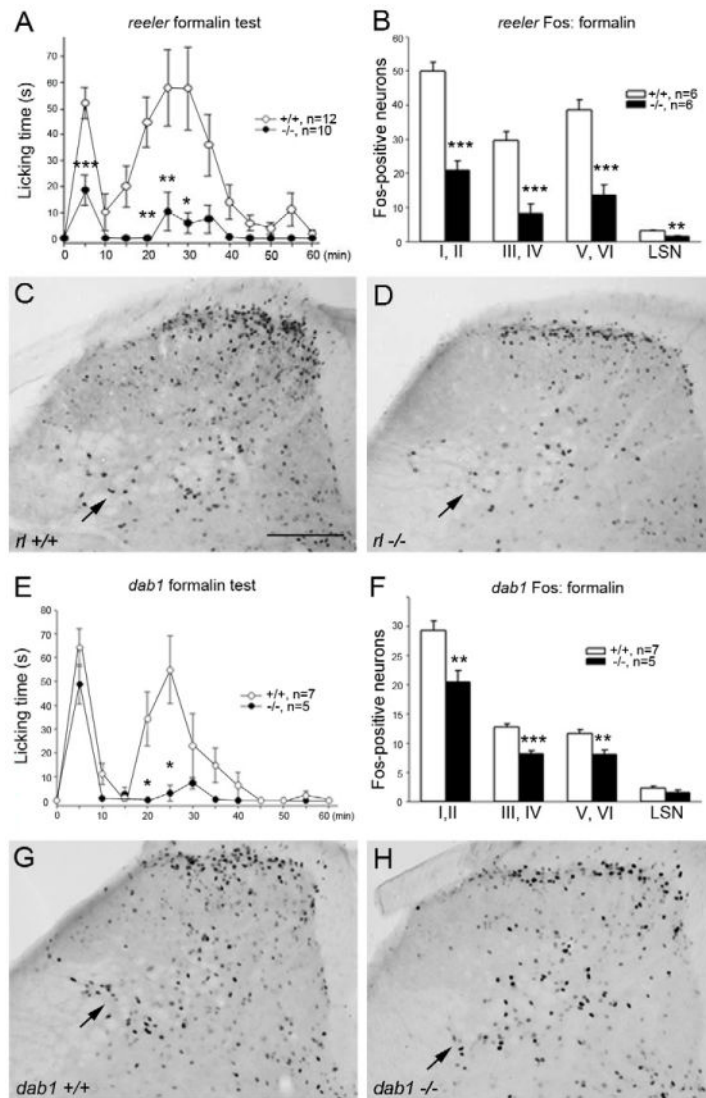 A
reeler formalin test
Licking time (s)
70
60
50
40
30
20
10
0
0 10 20 30 40 50 60 (min)
+/+, n=12
-/-, n=10
***
**
**
*
B
reeler Fos: formalin
Fos-positive neurons
60
50
40
30
20
10
0
+/+, n=6
-/-, n=6
***
***
***
**
I, II III, IV V, VI LSN
C
rl +/+
D
rl -/-
E
dab1 formalin test
Licking time (s)
80
70
60
50
40
30
20
10
0
0 10 20 30 40 50 60 (min)
+/+, n=7
-/-, n=5
*
*
F
dab1 Fos: formalin
Fos-positive neurons
30
25
20
15
10
5
0
+/+, n=7
-/-, n=5
**
***
**
I,II III, IV V, VI LSN
G
dab1 +/+
H
dab1 -/-